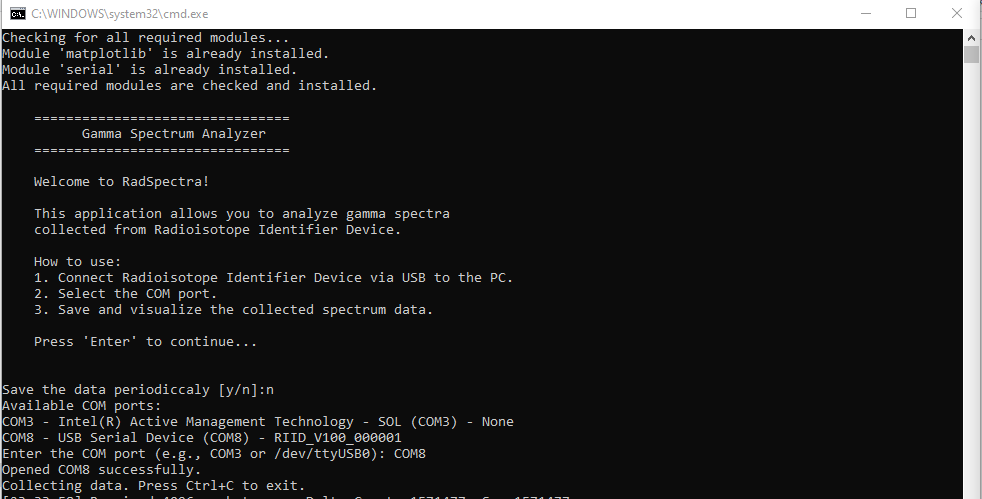 C:\WINDOWS\system32\cmd.exe
Checking for all required modules...
Module 'matplotlib' is already installed.
Module 'serial' is already installed.
All required modules are checked and installed.
================================
Gamma Spectrum Analyzer
================================
Welcome to RadSpectra!
This application allows you to analyze gamma spectra
collected from Radioisotope Identifier Device.
How to use:
1. Connect Radioisotope Identifier Device via USB to the PC.
2. Select the COM port.
3. Save and visualize the collected spectrum data.
Press 'Enter' to continue...
Save the data periodiccaly [y/n]:n
Available COM ports:
COM3 - Intel(R) Active Management Technology - SOL (COM3) - None
COM8 - USB Serial Device (COM8) - RIID_V100_000001
Enter the COM port (e.g., COM3 or /dev/ttyUSB0): COM8
Opened COM8 successfully.
Collecting data. Press Ctrl+C to exit.